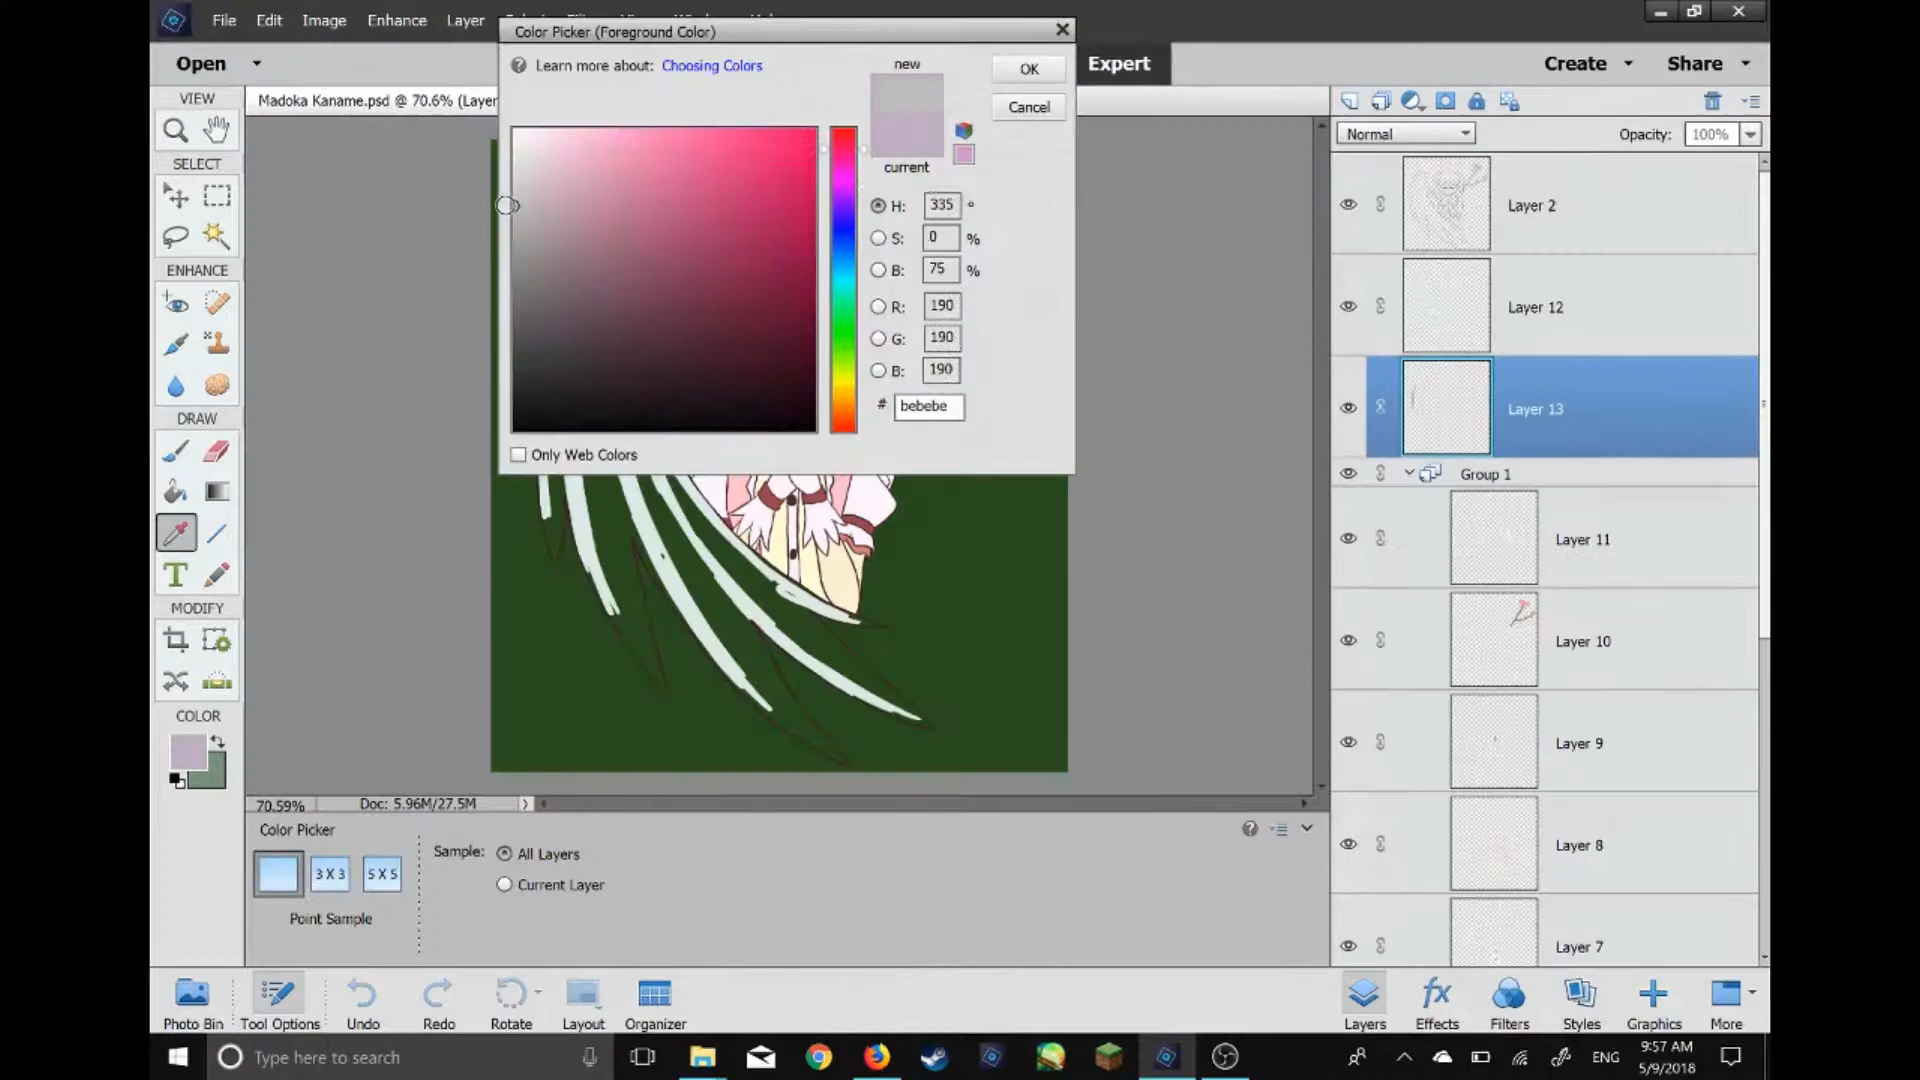 File Edit Image Enhance Layer
Color Picker (Foreground Color)
Open
Learn more about: Choosing Colors
new
OK
Cancel
current
H: 335 °
S: 0 %
B: 75 %
R: 190
G: 190
B: 190
# bebebe
Only Web Colors
Expert
Create
Share
VIEW
Madoka Kaname.psd @ 70.6% (Layer
SELECT
ENHANCE
DRAW
T
MODIFY
COLOR
Normal
Opacity: 100%
Layer 2
Layer 12
Layer 13
Group 1
Layer 11
Layer 10
Layer 9
Layer 8
Layer 7
70.59%
Doc: 5.96M/27.5M
Color Picker
3 X 3
5 X 5
Point Sample
Sample:
All Layers
Current Layer
Photo Bin
Tool Options
Undo
Redo
Rotate
Layout
Organizer
Layers
fx
Effects
Filters
Styles
Graphics
More
Type here to search
ENG
9:57 AM
5/9/2018